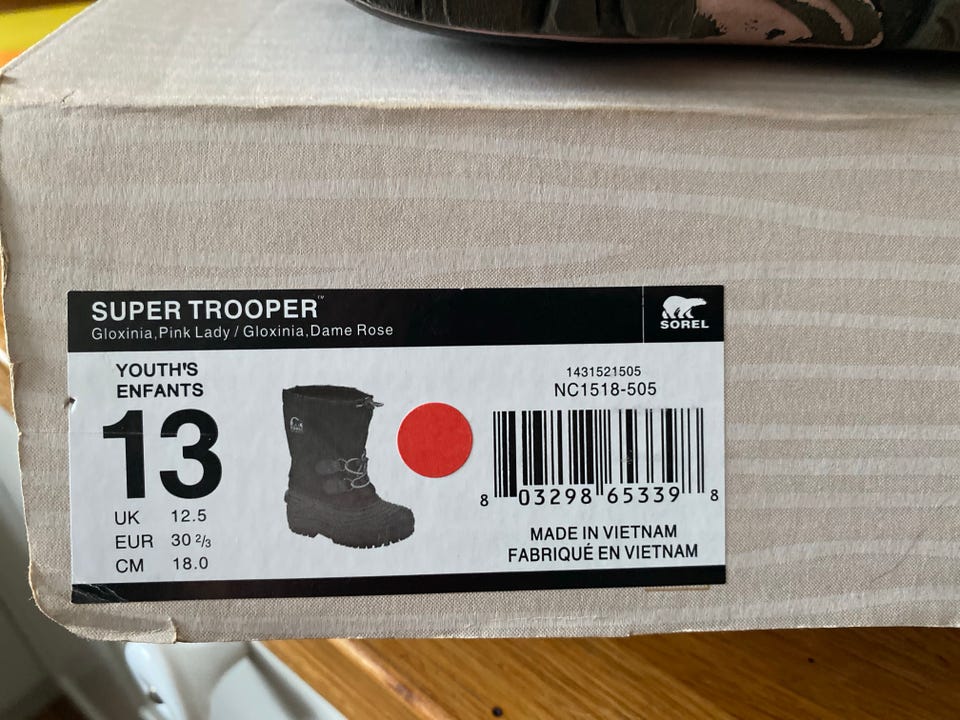 SUPER TROOPER™
Gloxinia,Pink Lady / Gloxinia,Dame Rose
SOREL
YOUTH'S
ENFANTS
13
UK 12.5
EUR 30 2/3
CM 18.0
1431521505
NC1518-505
8 03298 65339 8
MADE IN VIETNAM
FABRIQUÉ EN VIETNAM